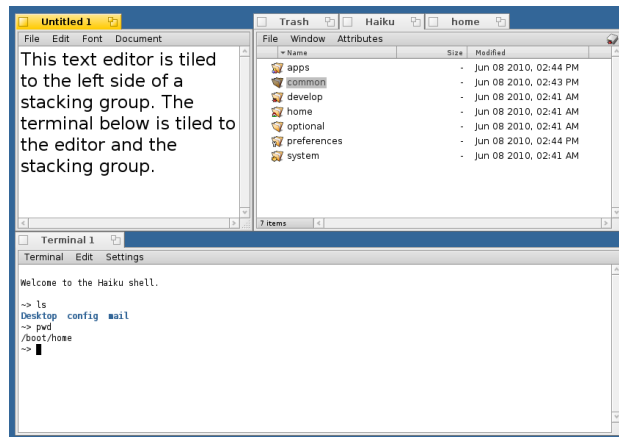 Untitled 1
File Edit Font Document
This text editor is tiled
to the left side of a
stacking group. The
terminal below is tiled to
the editor and the
stacking group.
Trash Haiku home
File Window Attributes
Name Size Modified
apps - Jun 08 2010, 02:44 PM
common - Jun 08 2010, 02:43 PM
develop - Jun 08 2010, 02:41 AM
home - Jun 08 2010, 02:41 AM
optional - Jun 08 2010, 02:41 AM
preferences - Jun 08 2010, 02:44 PM
system - Jun 08 2010, 02:41 AM
7 items
Terminal 1
Terminal Edit Settings
Welcome to the Haiku shell.
~> ls
Desktop config mail
~> pwd
/boot/home
~>